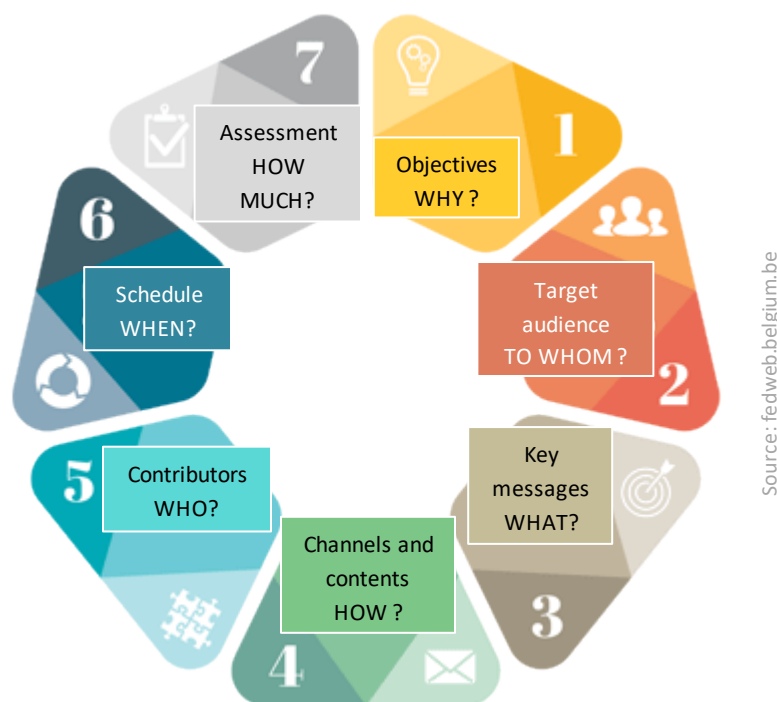 1
Objectives
WHY ?
2
Target
audience
TO WHOM ?
3
Key
messages
WHAT?
4
Channels and
contents
HOW ?
5
Contributors
WHO?
6
Schedule
WHEN?
7
Assessment
HOW
MUCH?
Source: fedweb.belgium.be